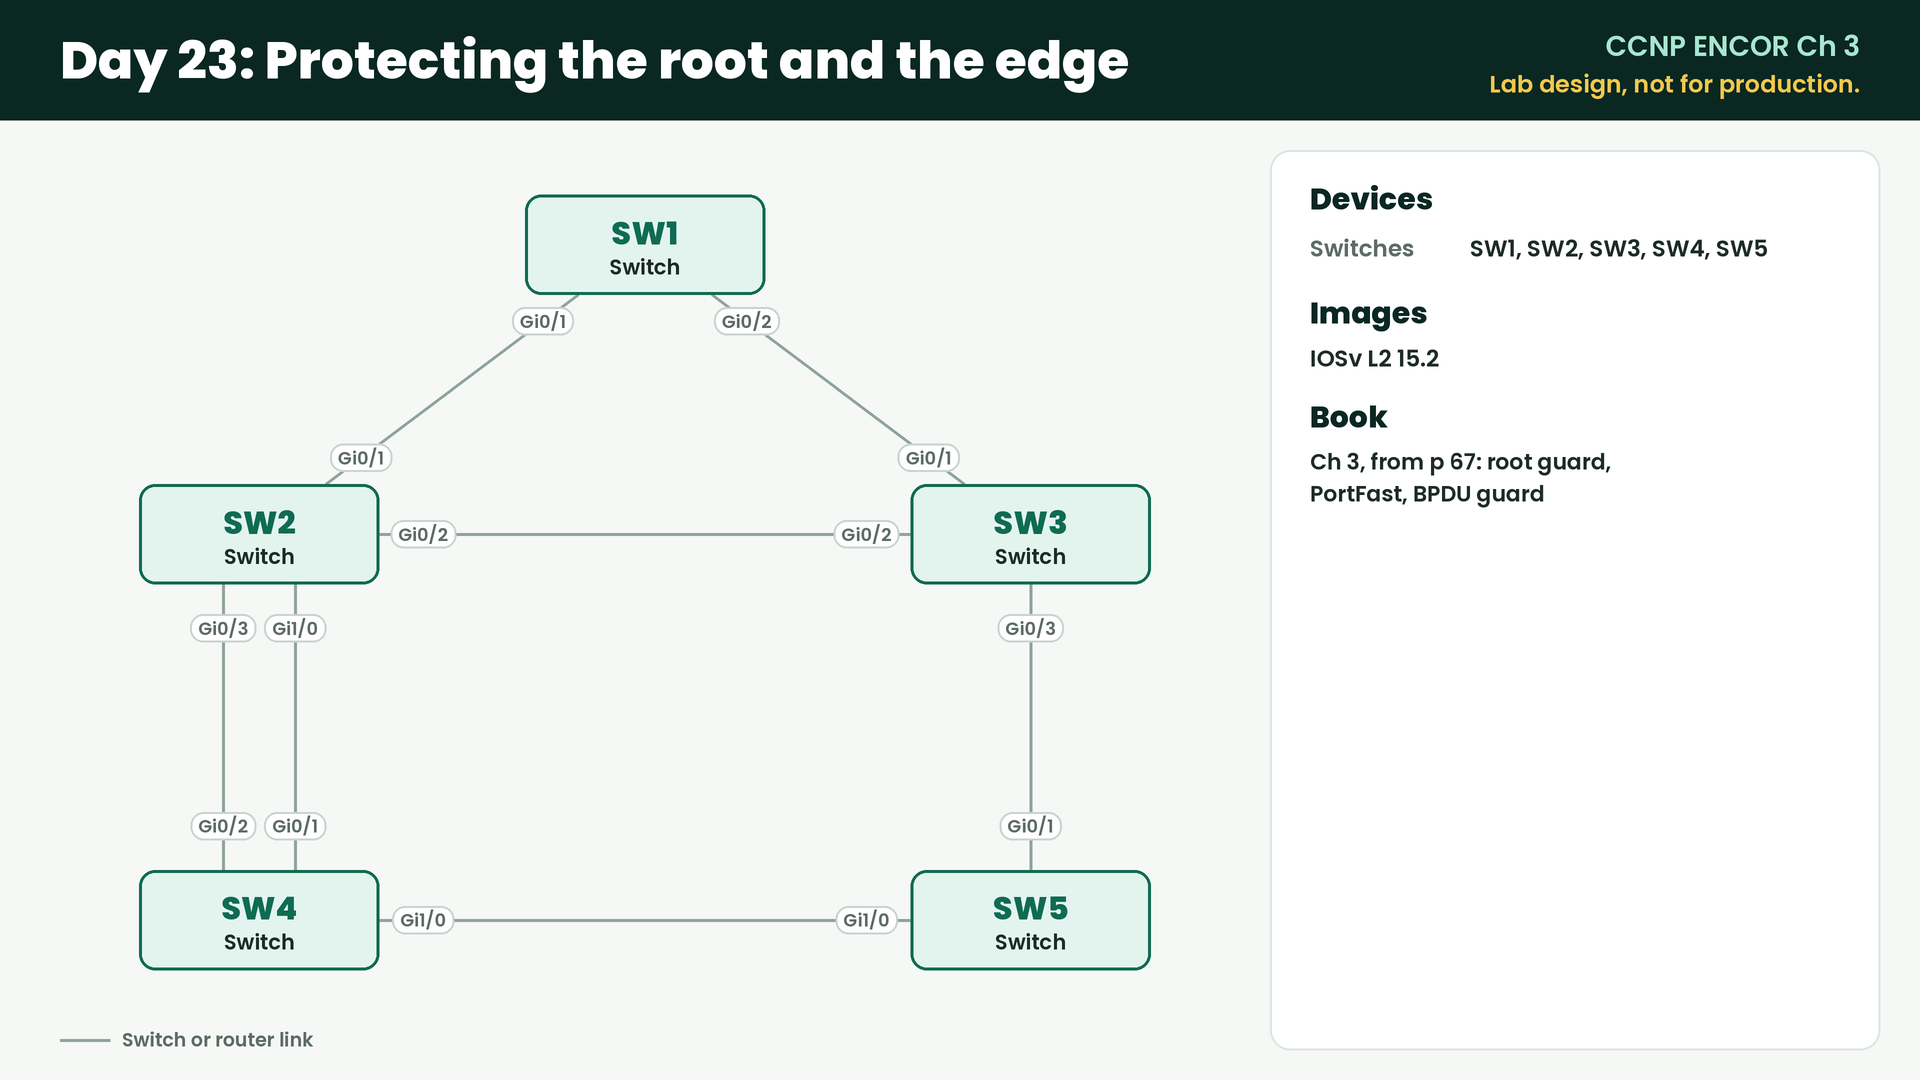 Day 23: Protecting the root and the edge
CCNP ENCOR Ch 3
Lab design, not for production.
SW1
Switch
Gi0/1
Gi0/2
Gi0/1
Gi0/1
SW2
Switch
Gi0/2
Gi0/2
SW3
Switch
Gi0/3
Gi1/0
Gi0/3
Gi0/2
Gi0/1
Gi0/1
SW4
Switch
Gi1/0
Gi1/0
SW5
Switch
Switch or router link
Devices
Switches SW1, SW2, SW3, SW4, SW5
Images
IOSv L2 15.2
Book
Ch 3, from p 67: root guard,
PortFast, BPDU guard